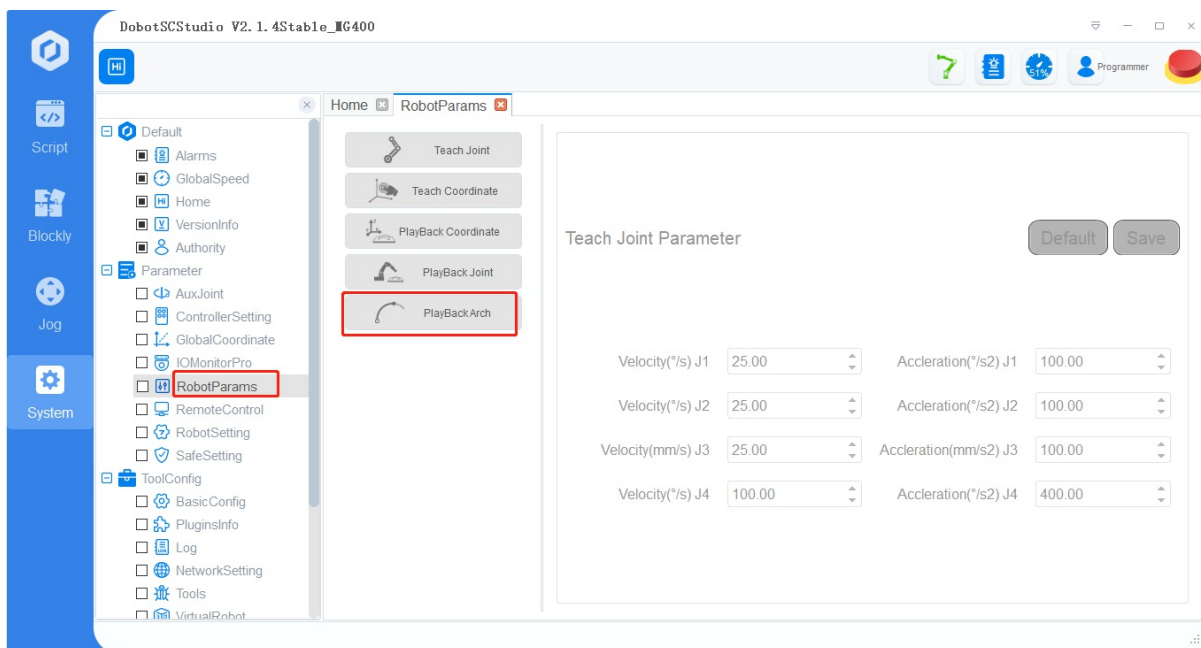 DobotSCStudio V2.1.4Stable_MG400
Hi
51%
Programmer
Script
Blockly
Jog
System
Default
Alarms
GlobalSpeed
Home
VersionInfo
Authority
Parameter
AuxJoint
ControllerSetting
GlobalCoordinate
IOMonitorPro
RobotParams
RemoteControl
RobotSetting
SafeSetting
ToolConfig
BasicConfig
PluginsInfo
Log
NetworkSetting
Tools
VirtualRobot
Home RobotParams
Teach Joint
Teach Coordinate
PlayBack Coordinate
PlayBack Joint
PlayBack Arch
Teach Joint Parameter Default Save
Velocity(°/s) J1 25.00 Accleration(°/s2) J1 100.00
Velocity(°/s) J2 25.00 Accleration(°/s2) J2 100.00
Velocity(mm/s) J3 25.00 Accleration(mm/s2) J3 100.00
Velocity(°/s) J4 100.00 Accleration(°/s2) J4 400.00